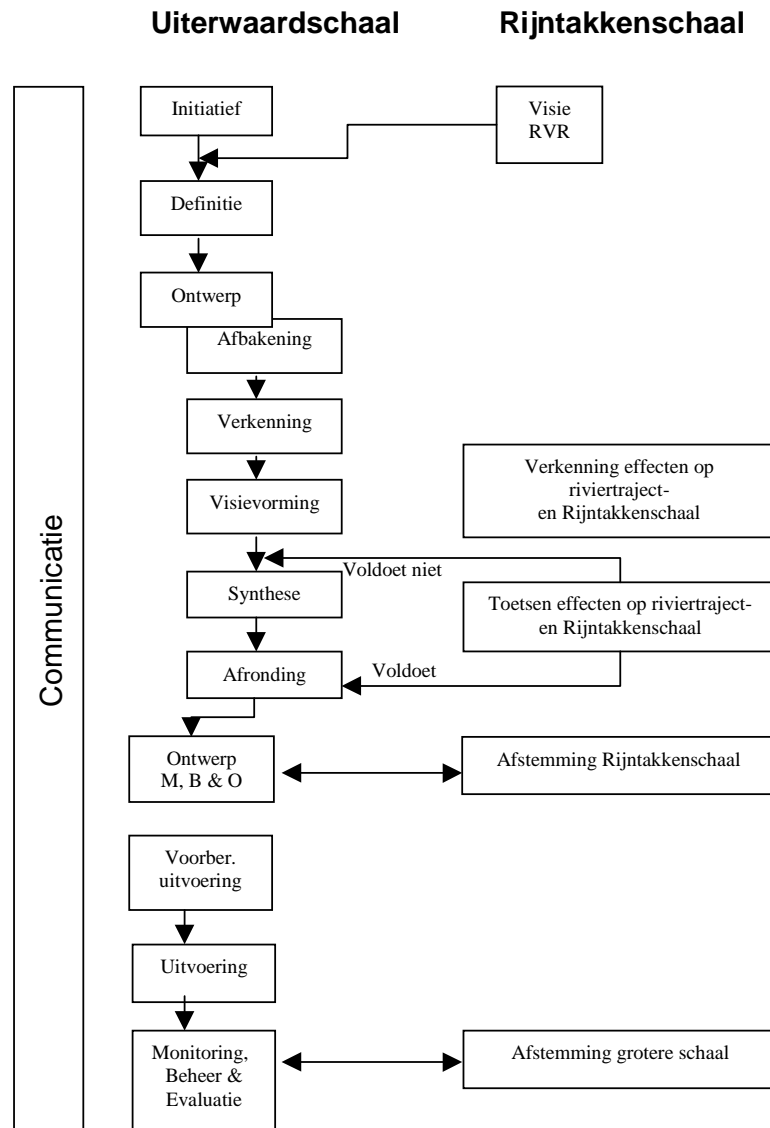 Uiterwaardschaal
Rijntakkenschaal
Communicatie
Initiatief
Visie
RVR
Definitie
Ontwerp
Afbakening
Verkenning
Visievorming
Verkenning effecten op
riviertraject-
en Rijntakkenschaal
Voldoet niet
Synthese
Toetsen effecten op riviertraject-
en Rijntakkenschaal
Voldoet
Afronding
Ontwerp
M, B & O
Afstemming Rijntakkenschaal
Voorber.
uitvoering
Uitvoering
Monitoring,
Beheer &
Evaluatie
Afstemming grotere schaal